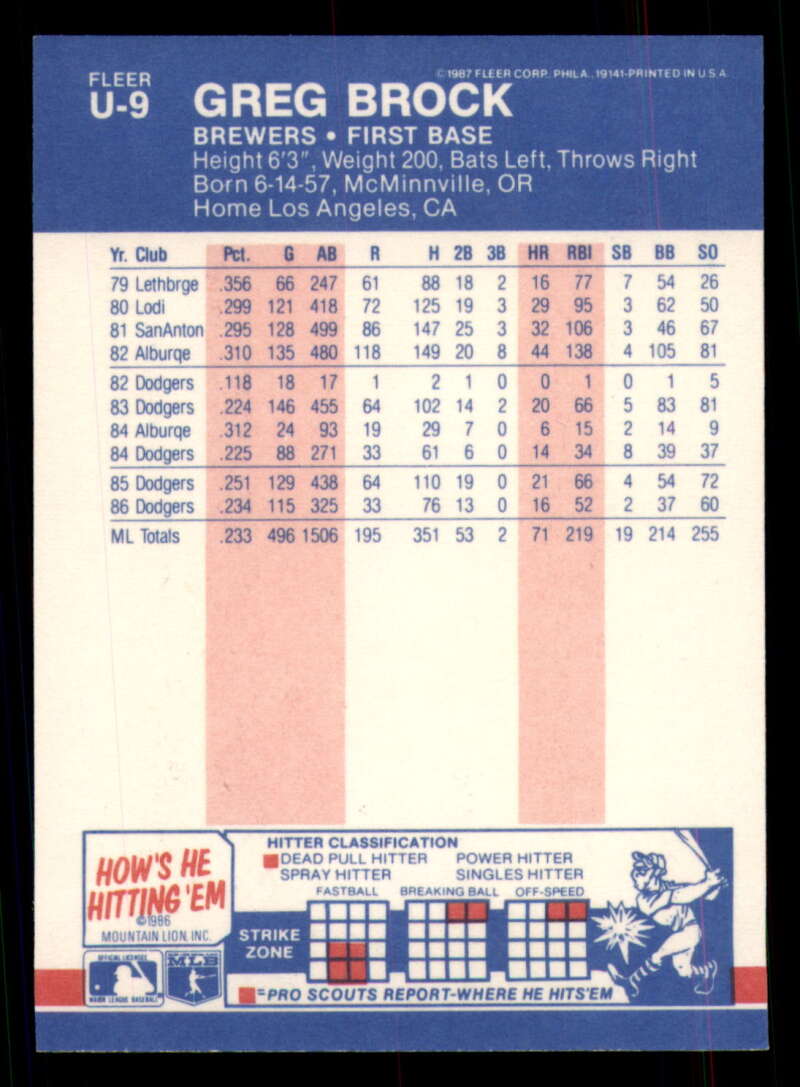 ©1987 FLEER CORP. PHILA., 19141-PRINTED IN U.S.A.
FLEER
U-9 GREG BROCK
BREWERS • FIRST BASE
Height 6'3", Weight 200, Bats Left, Throws Right
Born 6-14-57, McMinnville, OR
Home Los Angeles, CA
Yr. Club Pct. G AB R H 2B 3B HR RBI SB BB SO
79 Lethbrge .356 66 247 61 88 18 2 16 77 7 54 26
80 Lodi .299 121 418 72 125 19 3 29 95 3 62 50
81 SanAnton .295 128 499 86 147 25 3 32 106 3 46 67
82 Alburqe .310 135 480 118 149 20 8 44 138 4 105 81
82 Dodgers .118 18 17 1 2 1 0 0 1 0 1 5
83 Dodgers .224 146 455 64 102 14 2 20 66 5 83 81
84 Alburqe .312 24 93 19 29 7 0 6 15 2 14 9
84 Dodgers .225 88 271 33 61 6 0 14 34 8 39 37
85 Dodgers .251 129 438 64 110 19 0 21 66 4 54 72
86 Dodgers .234 115 325 33 76 13 0 16 52 2 37 60
ML Totals .233 496 1506 195 351 53 2 71 219 19 214 255
HOW'S HE
HITTING 'EM
©1986
MOUNTAIN LION, INC.
OFFICIAL LICENSEE
MAJOR LEAGUE BASEBALL
MLB
HITTER CLASSIFICATION
DEAD PULL HITTER POWER HITTER
SPRAY HITTER SINGLES HITTER
FASTBALL BREAKING BALL OFF-SPEED
STRIKE
ZONE
=PRO SCOUTS REPORT-WHERE HE HITS'EM